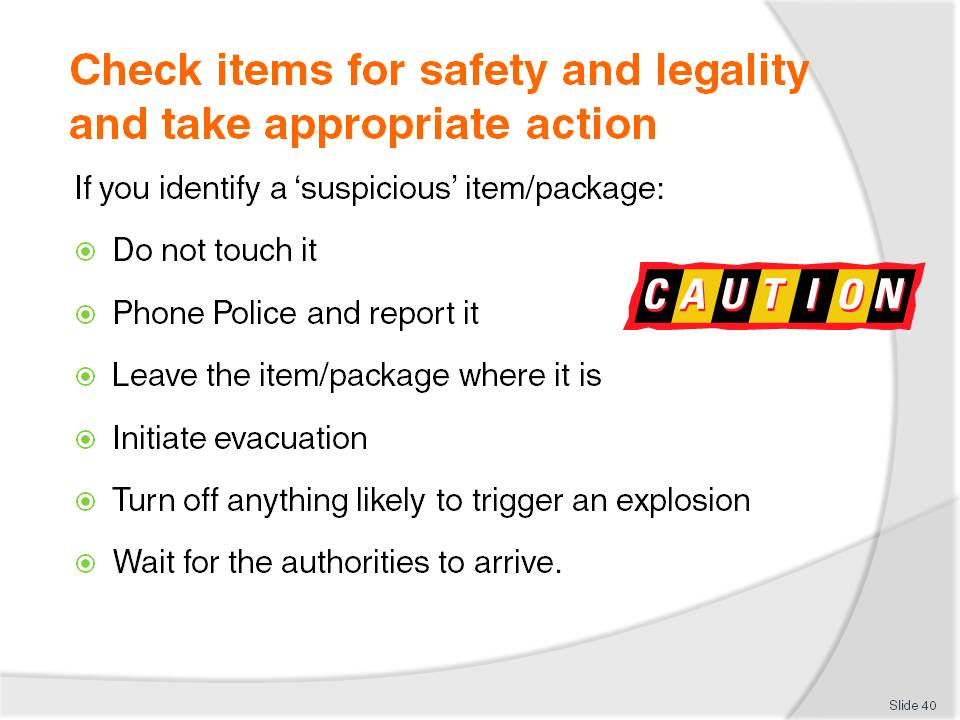 Check items for safety and legality
and take appropriate action
If you identify a ‘suspicious’ item/package:
Do not touch it
CAUTION
Phone Police and report it
Leave the item/package where it is
Initiate evacuation
Turn off anything likely to trigger an explosion
Wait for the authorities to arrive.
Slide 40